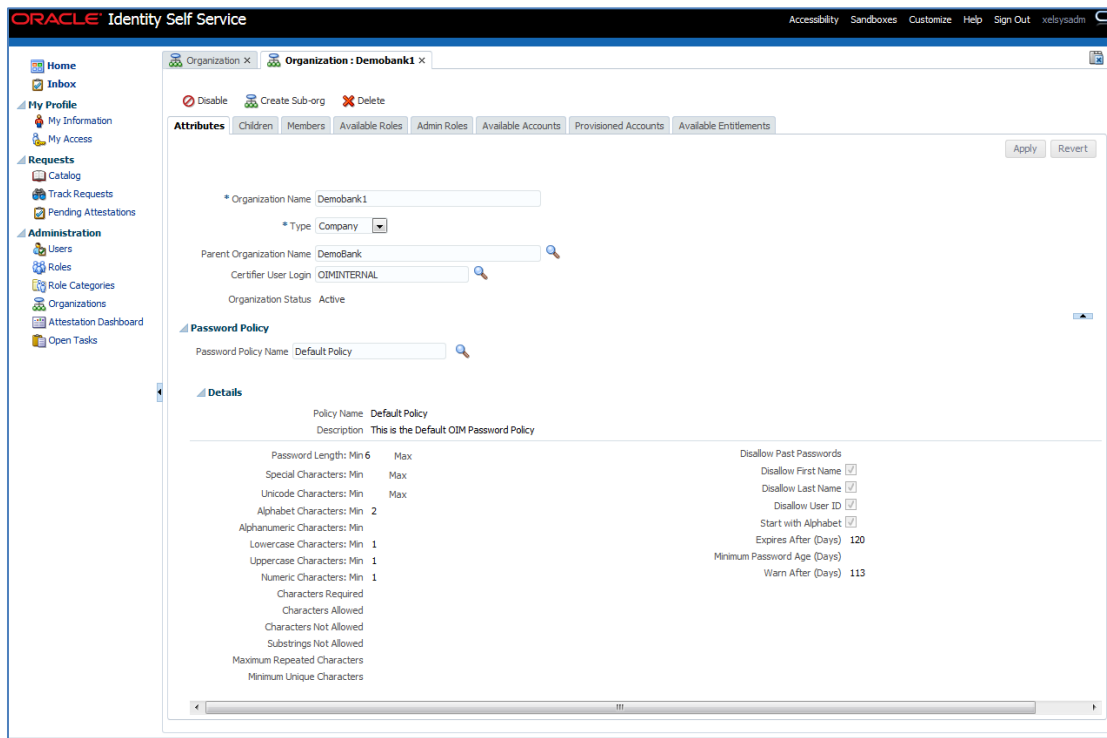 ORACLE Identity Self Service
Accessibility Sandboxes Customize Help Sign Out xelsysadm
Home
Inbox
My Profile
My Information
My Access
Requests
Catalog
Track Requests
Pending Attestations
Administration
Users
Roles
Role Categories
Organizations
Attestation Dashboard
Open Tasks
Organization × Organization : Demobank1 ×
Disable Create Sub-org Delete
Attributes Children Members Available Roles Admin Roles Available Accounts Provisioned Accounts Available Entitlements
Apply Revert
* Organization Name Demobank1
* Type Company
Parent Organization Name DemoBank
Certifier User Login OIMINTERNAL
Organization Status Active
Password Policy
Password Policy Name Default Policy
Details
Policy Name Default Policy
Description This is the Default OIM Password Policy
Password Length: Min 6 Max
Special Characters: Min Max
Unicode Characters: Min Max
Alphabet Characters: Min 2
Alphanumeric Characters: Min
Lowercase Characters: Min 1
Uppercase Characters: Min 1
Numeric Characters: Min 1
Characters Required
Characters Allowed
Characters Not Allowed
Substrings Not Allowed
Maximum Repeated Characters
Minimum Unique Characters
Disallow Past Passwords
Disallow First Name
Disallow Last Name
Disallow User ID
Start with Alphabet
Expires After (Days) 120
Minimum Password Age (Days)
Warn After (Days) 113